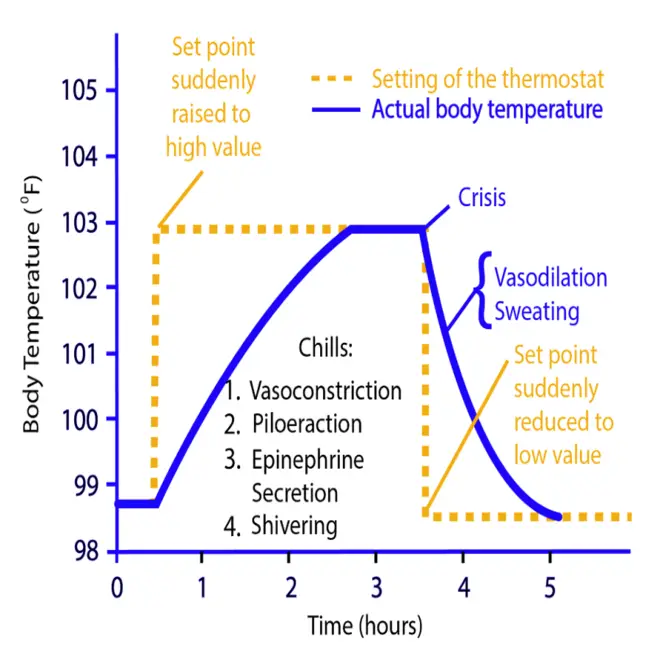 Set point
suddenly
raised to
high value
Setting of the thermostat
Actual body temperature
105
104
103
102
101
100
99
98
Body Temperature (⁰F)
Crisis
Vasodilation
Sweating
Chills:
1. Vasoconstriction
2. Piloeraction
3. Epinephrine
Secretion
4. Shivering
Set point
suddenly
reduced to
low value
0 1 2 3 4 5
Time (hours)